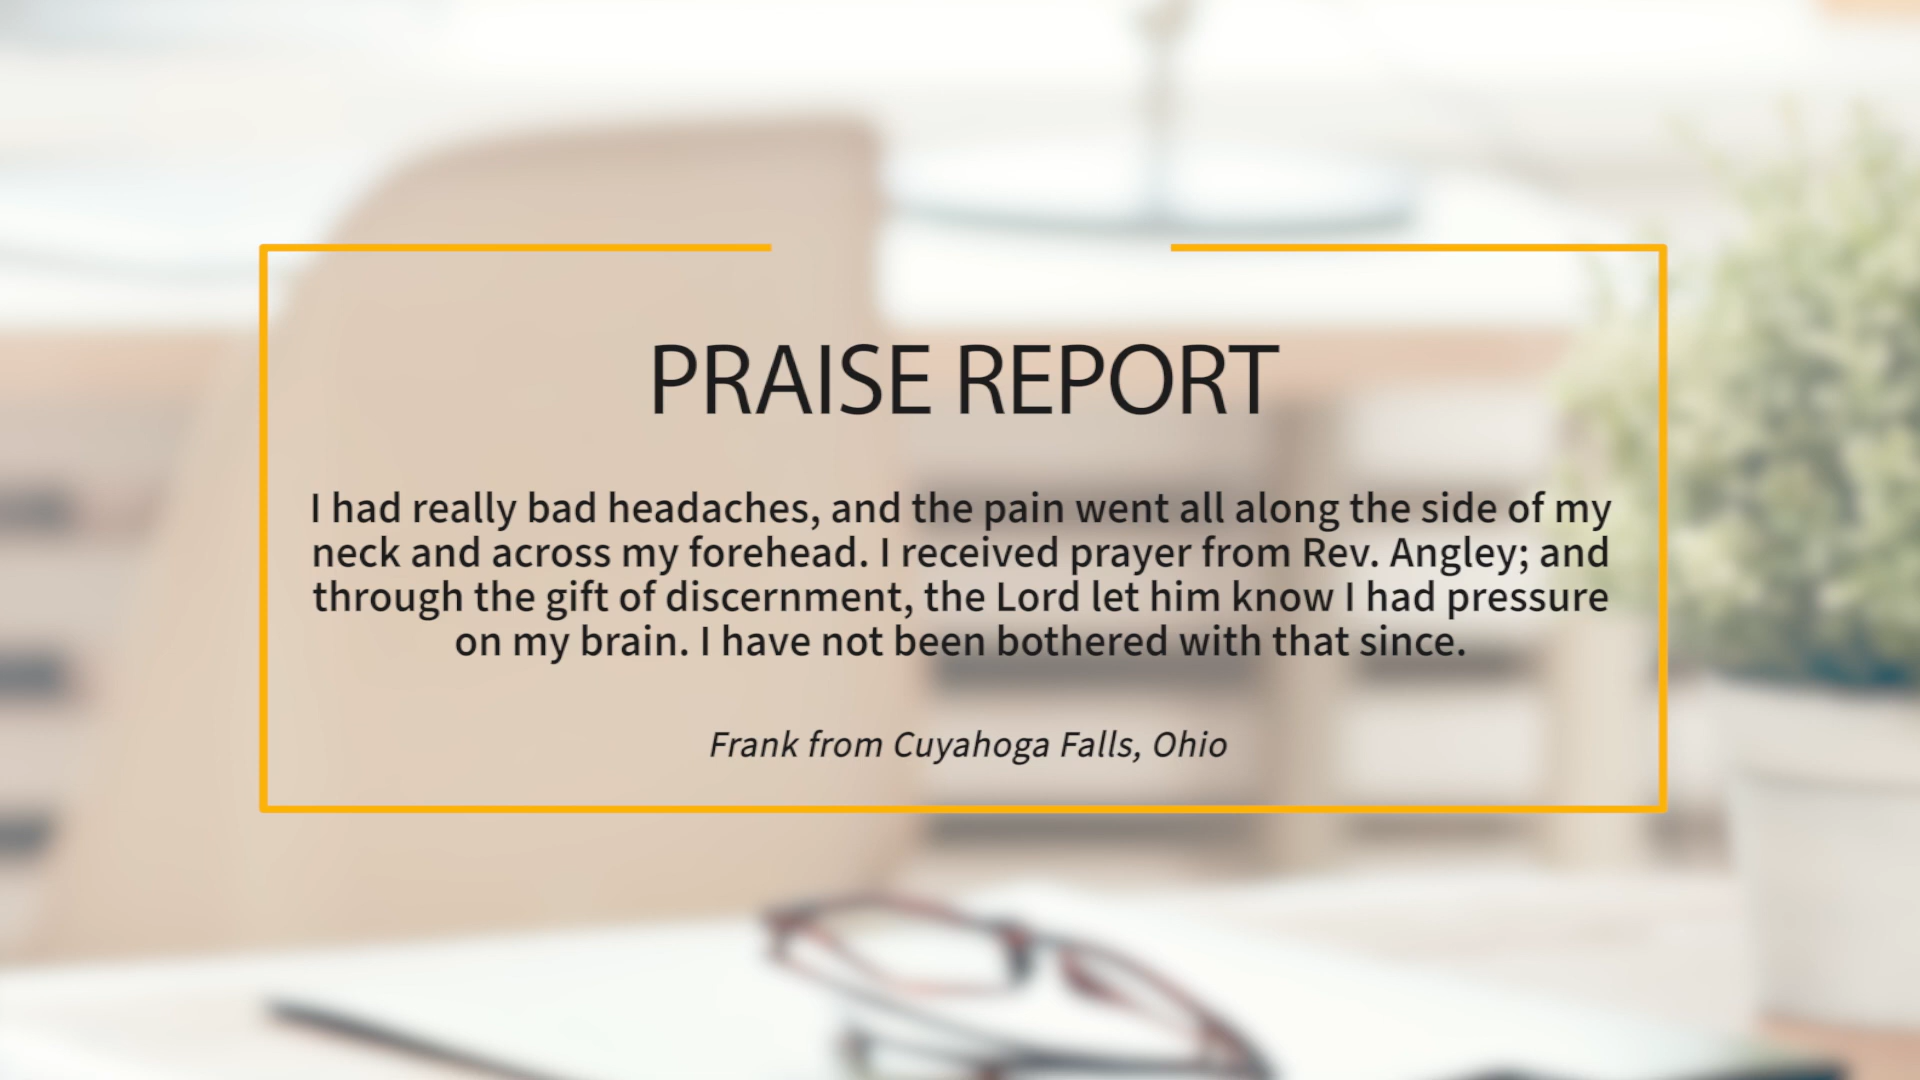 PRAISE REPORT
I had really bad headaches, and the pain went all along the side of my
neck and across my forehead. I received prayer from Rev. Angley; and
through the gift of discernment, the Lord let him know I had pressure
on my brain. I have not been bothered with that since.
Frank from Cuyahoga Falls, Ohio